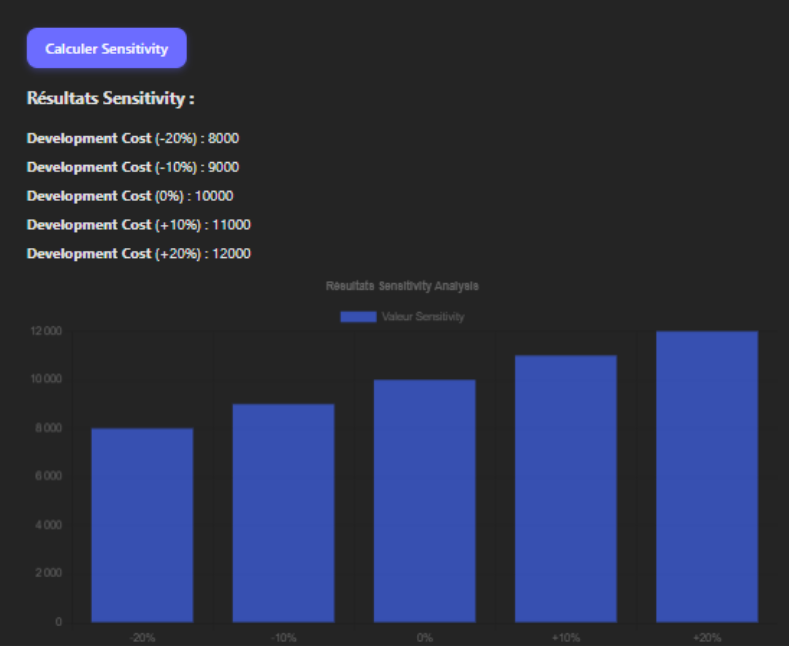 Calculer Sensitivity
Résultats Sensitivity :
Development Cost (-20%) : 8000
Development Cost (-10%) : 9000
Development Cost (0%) : 10000
Development Cost (+10%) : 11000
Development Cost (+20%) : 12000
Résultats Sensitivity Analysis
Valeur Sensitivity
12 000
10 000
8 000
6 000
4 000
2 000
0
-20% -10% 0% +10% +20%